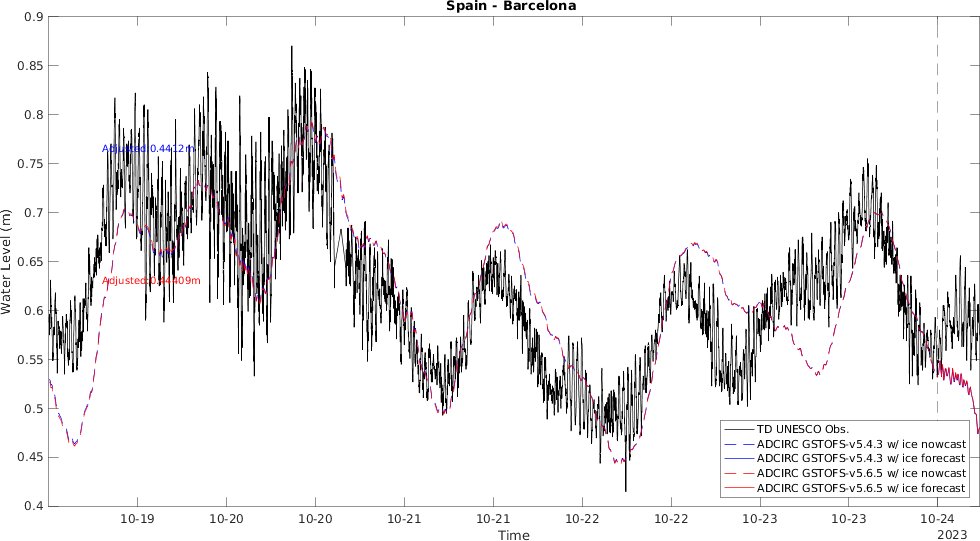 Spain - Barcelona
Water Level (m)
0.9
0.85
0.8
0.75
0.7
0.65
0.6
0.55
0.5
0.45
0.4
Adjusted:0.4412m
Adjusted:0.44409m
TD UNESCO Obs.
ADCIRC GSTOFS-v5.4.3 w/ ice nowcast
ADCIRC GSTOFS-v5.4.3 w/ ice forecast
ADCIRC GSTOFS-v5.6.5 w/ ice nowcast
ADCIRC GSTOFS-v5.6.5 w/ ice forecast
10-19 10-20 10-20 10-21 10-21 10-22 10-22 10-23 10-23 10-24
2023
Time